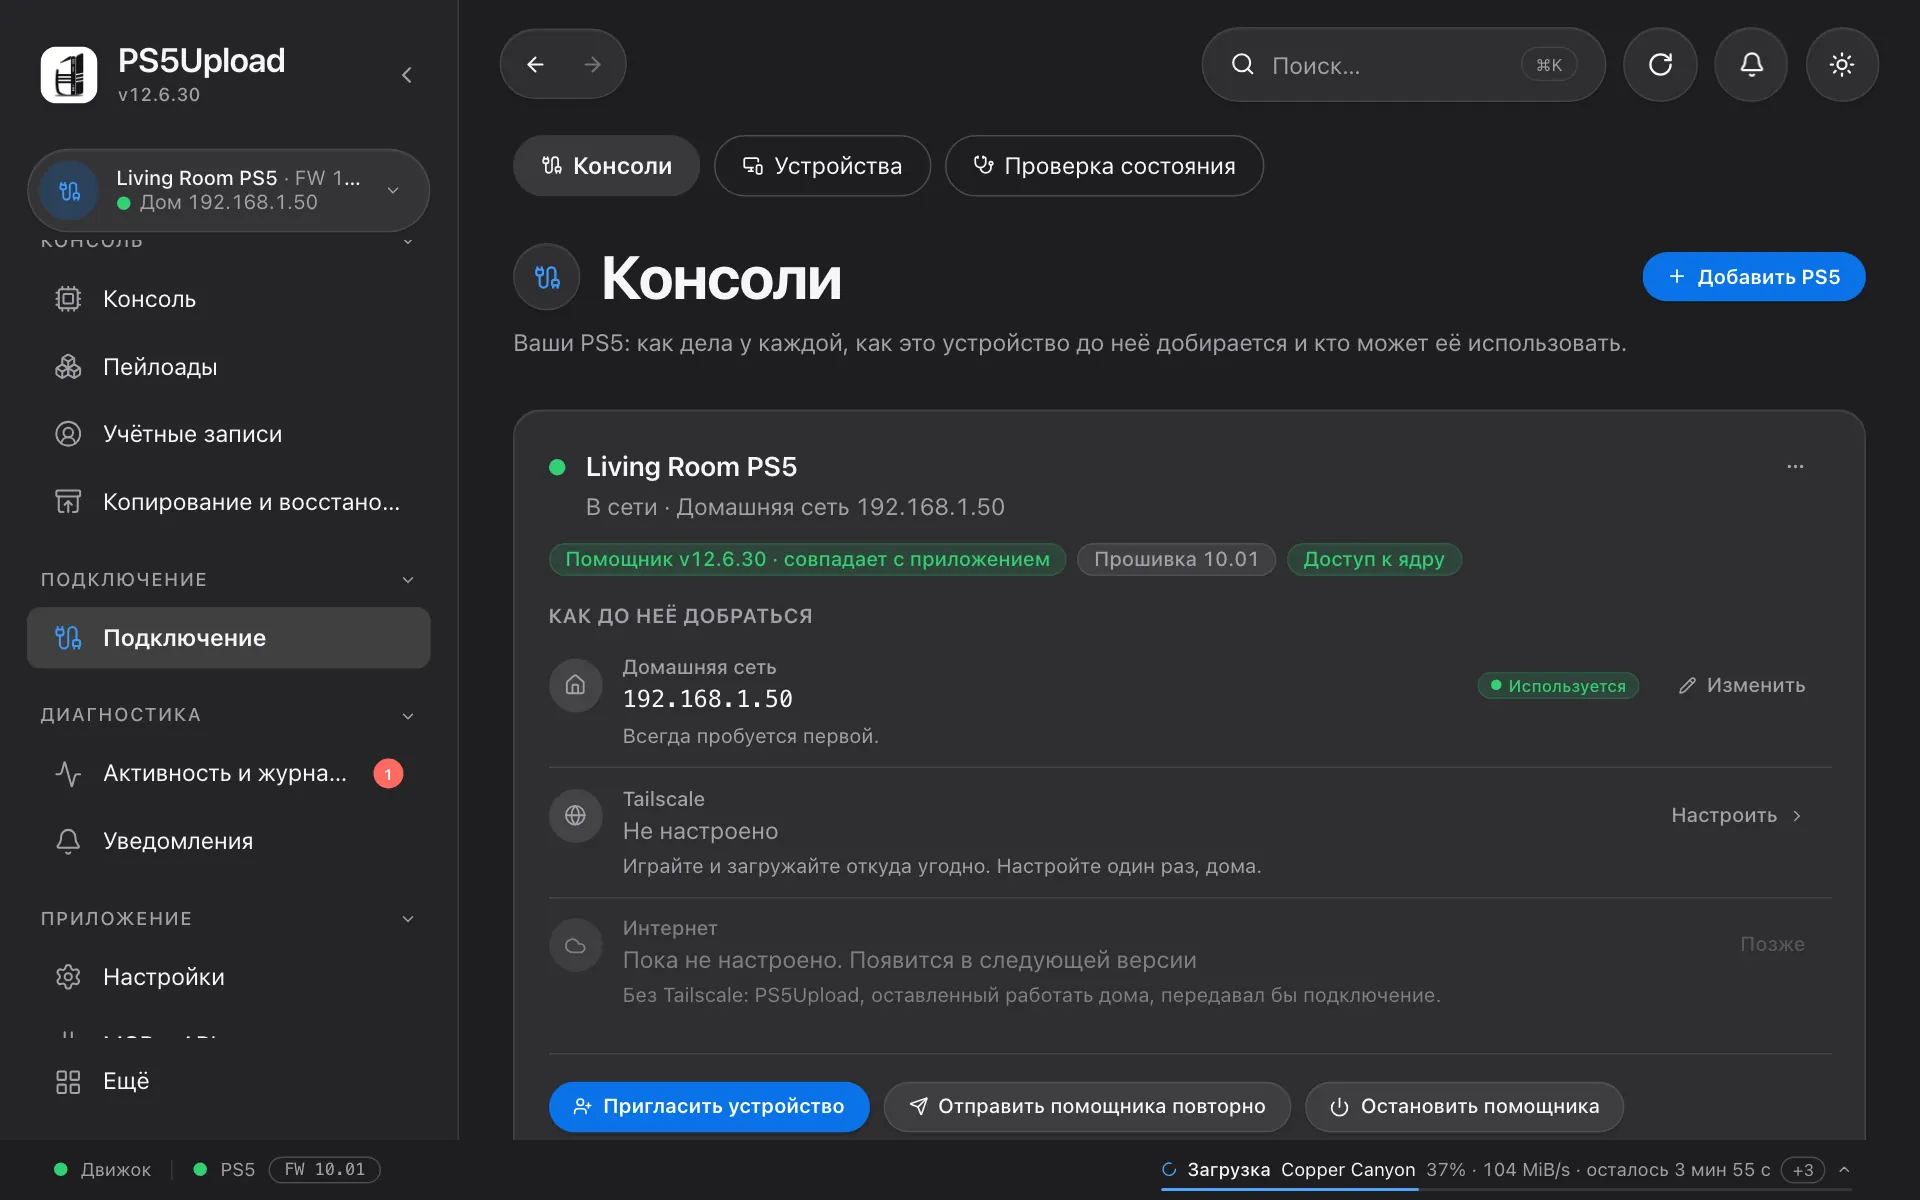 PS5Upload
v12.6.30
Living Room PS5 · FW 1...
Дом 192.168.1.50
КОНСОЛЬ
Консоль
Пейлоады
Учётные записи
Копирование и восстано...
ПОДКЛЮЧЕНИЕ
Подключение
ДИАГНОСТИКА
Активность и журна... 1
Уведомления
ПРИЛОЖЕНИЕ
Настройки
Ещё
Поиск... ⌘K
Консоли Устройства Проверка состояния
Консоли
Добавить PS5
Ваши PS5: как дела у каждой, как это устройство до неё добирается и кто может её использовать.
Living Room PS5
В сети · Домашняя сеть 192.168.1.50
Помощник v12.6.30 · совпадает с приложением Прошивка 10.01 Доступ к ядру
КАК ДО НЕЁ ДОБРАТЬСЯ
Домашняя сеть
192.168.1.50
Всегда пробуется первой.
Используется Изменить
Tailscale
Не настроено
Играйте и загружайте откуда угодно. Настройте один раз, дома.
Настроить
Интернет
Пока не настроено. Появится в следующей версии
Без Tailscale: PS5Upload, оставленный работать дома, передавал бы подключение.
Позже
Пригласить устройство Отправить помощника повторно Остановить помощника
Движок PS5 FW 10.01
Загрузка Copper Canyon 37% · 104 MiB/s · осталось 3 мин 55 с +3